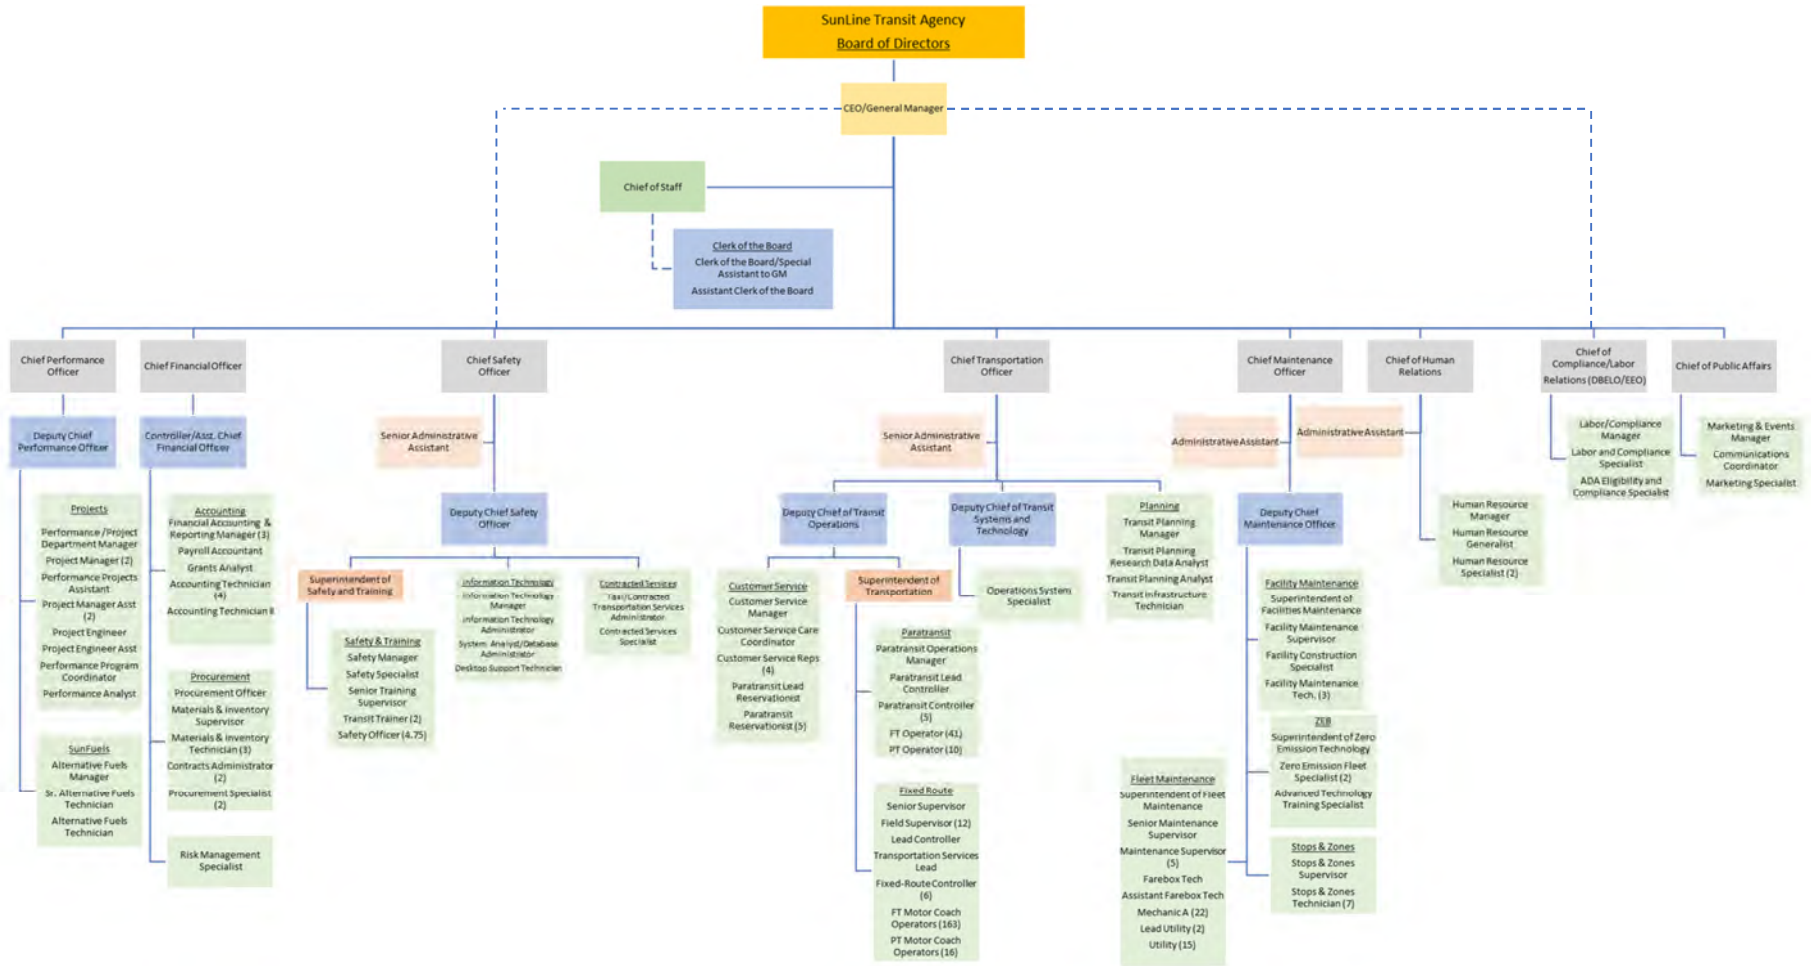 SunLine Transit Agency
Board of Directors
CEO/General Manager
Chief of Staff
Clerk of the Board
Clerk of the Board/Special
Assistant to GM
Assistant Clerk of the Board
Chief Performance
Officer
Chief Financial Officer
Chief Safety
Officer
Chief Transportation
Officer
Chief Maintenance
Officer
Chief of Human
Relations
Chief of
Compliance/Labor
Relations (DBELO/EEO)
Chief of Public Affairs
Deputy Chief
Performance Officer
Projects
Performance /Project
Department Manager
Project Manager (2)
Performance Projects
Assistant
Project Manager Asst
(2)
Project Engineer
Project Engineer Asst
Performance Program
Coordinator
Performance Analyst
SunFuels
Alternative Fuels
Manager
Sr. Alternative Fuels
Technician
Alternative Fuels
Technician
Controller/Asst. Chief
Financial Officer
Accounting
Financial Accounting &
Reporting Manager (3)
Payroll Accountant
Grants Analyst
Accounting Technician
(4)
Accounting Technician II
Procurement
Procurement Officer
Materials & Inventory
Supervisor
Materials & Inventory
Technician (3)
Contracts Administrator
(2)
Procurement Specialist
(2)
Risk Management
Specialist
Senior Administrative
Assistant
Deputy Chief Safety
Officer
Superintendent of
Safety and Training
Safety & Training
Safety Manager
Safety Specialist
Senior Training
Supervisor
Transit Trainer (2)
Safety Officer (4.75)
Information Technology
Information Technology
Manager
Information Technology
Administrator
System Analyst/Database
Administrator
Desktop Support Technician
Contracted Services
Taxi/Contracted
Transportation Services
Administrator
Contracted Services
Specialist
Senior Administrative
Assistant
Deputy Chief of Transit
Operations
Customer Service
Customer Service
Manager
Customer Service Care
Coordinator
Customer Service Reps
(4)
Paratransit Lead
Reservationist
Paratransit
Reservationist (5)
Superintendent of
Transportation
Paratransit
Paratransit Operations
Manager
Paratransit Lead
Controller
Paratransit Controller
(5)
FT Operator (41)
PT Operator (10)
Fixed Route
Senior Supervisor
Field Supervisor (12)
Lead Controller
Transportation Services
Lead
Fixed-Route Controller
(6)
FT Motor Coach
Operators (163)
PT Motor Coach
Operators (16)
Deputy Chief of Transit
Systems and
Technology
Operations System
Specialist
Planning
Transit Planning
Manager
Transit Planning
Research Data Analyst
Transit Planning Analyst
Transit Infrastructure
Technician
Administrative Assistant
Deputy Chief
Maintenance Officer
Facility Maintenance
Superintendent of
Facilities Maintenance
Facility Maintenance
Supervisor
Facility Construction
Specialist
Facility Maintenance
Tech. (3)
ZEB
Superintendent of Zero
Emission Technology
Zero Emission Fleet
Specialist (2)
Advanced Technology
Training Specialist
Fleet Maintenance
Superintendent of Fleet
Maintenance
Senior Maintenance
Supervisor
Maintenance Supervisor
(5)
Farebox Tech
Assistant Farebox Tech
Mechanic A (22)
Lead Utility (2)
Utility (15)
Stops & Zones
Stops & Zones
Supervisor
Stops & Zones
Technician (7)
Administrative Assistant
Human Resource
Manager
Human Resource
Generalist
Human Resource
Specialist (2)
Labor/Compliance
Manager
Labor and Compliance
Specialist
ADA Eligibility and
Compliance Specialist
Marketing & Events
Manager
Communications
Coordinator
Marketing Specialist